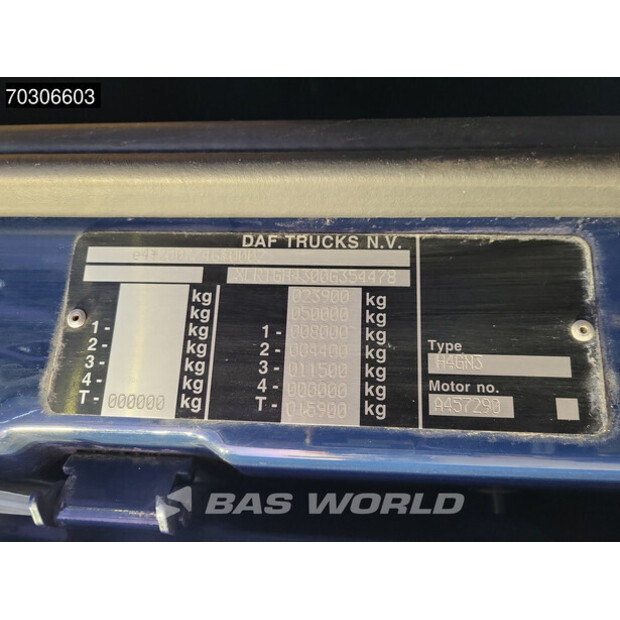 70306603
DAF TRUCKS N.V.
kg 023900 kg
kg 050000 kg
1- kg 1- 008000 kg
2- kg 2- 004400 kg
3- kg 3- 011500 kg
4- kg 4- 000000 kg
T- 000000 kg T- 015900 kg
Type
H4GN3
Motor no.
A457290
BAS WORLD